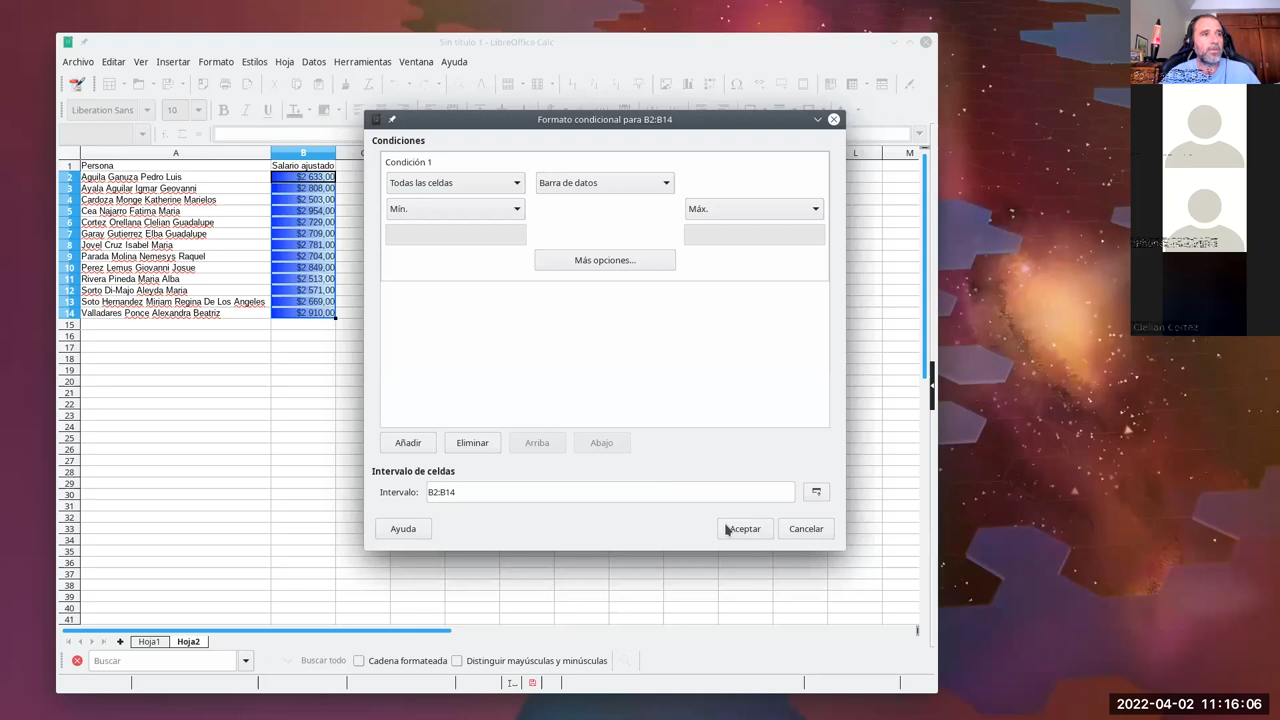 Sin título 1 - LibreOffice Calc
Archivo Editar Ver Insertar Formato Estilos Hoja Datos Herramientas Ventana Ayuda
Liberation Sans 10
Formato condicional para B2:B14
Condiciones
Condición 1
Todas las celdas Barra de datos
Mín. Máx.
Más opciones...
Añadir Eliminar Arriba Abajo
Intervalo de celdas
Intervalo: B2:B14
Ayuda Aceptar Cancelar
A B L M
1 Persona Salario ajustado
2 Aguila Ganuza Pedro Luis $2 633,00
3 Ayala Aguilar Igmar Geovanni $2 808,00
4 Cardoza Monge Katherine Marielos $2 503,00
5 Cea Najarro Fatima Maria $2 954,00
6 Cortez Orellana Clelian Guadalupe $2 729,00
7 Garay Gutierrez Elba Guadalupe $2 709,00
8 Jovel Cruz Isabel Maria $2 781,00
9 Parada Molina Nemesys Raquel $2 704,00
10 Perez Lemus Giovanni Josue $2 849,00
11 Rivera Pineda Maria Alba $2 513,00
12 Sorto Di-Majo Aleyda Maria $2 571,00
13 Soto Hernandez Miriam Regina De Los Angeles $2 669,00
14 Valladares Ponce Alexandra Beatriz $2 910,00
15
16
17
18
19
20
21
22
23
24
25
26
27
28
29
30
31
32
33
34
35
36
37
38
39
40
41
Hoja1 Hoja2
Buscar Buscar todo Cadena formateada Distinguir mayúsculas y minúsculas
Clelian Cortez
2022-04-02 11:16:06